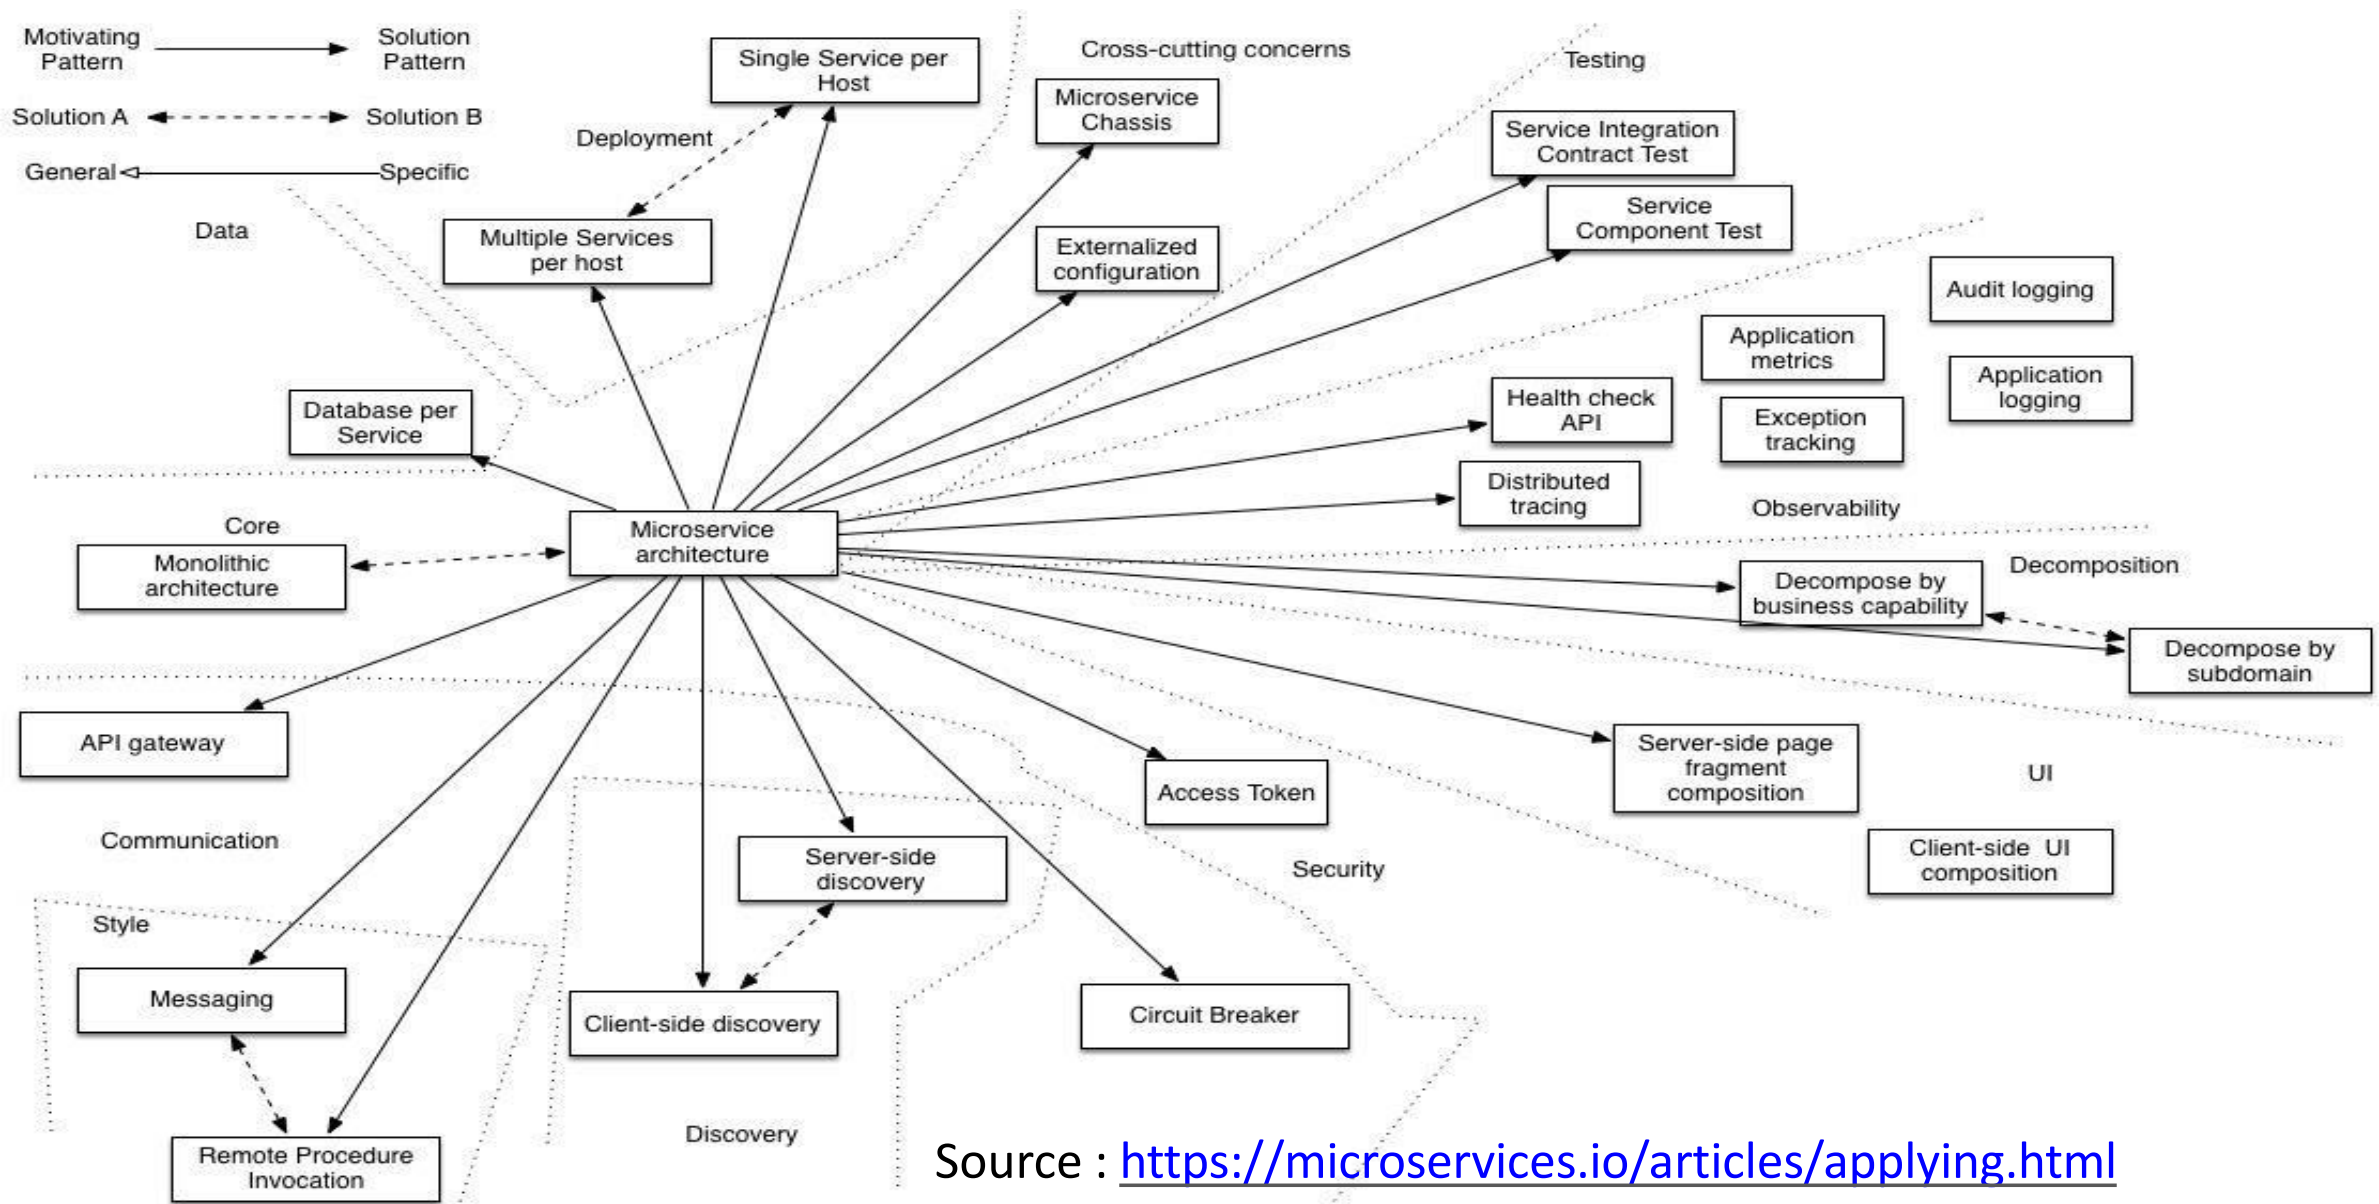 Motivating
Pattern
Solution
Pattern
Solution A
Solution B
General
Specific
Single Service per
Host
Cross-cutting concerns
Testing
Microservice
Chassis
Deployment
Service Integration
Contract Test
Data
Multiple Services
per host
Externalized
configuration
Service
Component Test
Audit logging
Application
metrics
Application
logging
Database per
Service
Health check
API
Exception
tracking
Distributed
tracing
Observability
Core
Microservice
architecture
Monolithic
architecture
Decompose by
business capability
Decomposition
Decompose by
subdomain
API gateway
Access Token
Server-side page
fragment
composition
UI
Communication
Server-side
discovery
Security
Client-side UI
composition
Style
Messaging
Client-side discovery
Circuit Breaker
Discovery
Remote Procedure
Invocation
Source : https://microservices.io/articles/applying.html